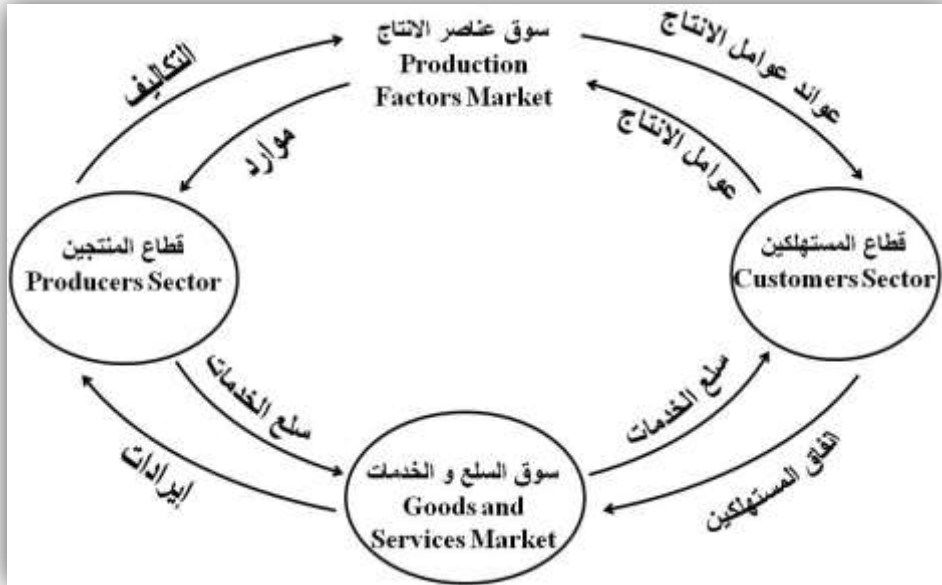 سوق عناصر الانتاج
Production
Factors Market
التكاليف
عوائد عوامل الانتاج
موارد
عوامل الانتاج
قطاع المنتجين
Producers Sector
قطاع المستهلكين
Customers Sector
سلع الخدمات
سلع الخدمات
إيرادات
انفاق المستهلكين
سوق السلع و الخدمات
Goods and
Services Market